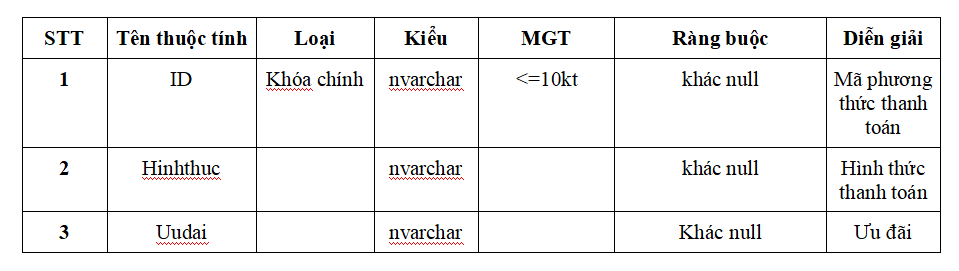 STT Tên thuộc tính Loại Kiểu MGT Ràng buộc Diễn giải
1 ID Khóa chính nvarchar <=10kt khác null Mã phương
thức thanh
toán
2 Hinhthuc nvarchar khác null Hình thức
thanh toán
3 Uudai nvarchar Khác null Ưu đãi